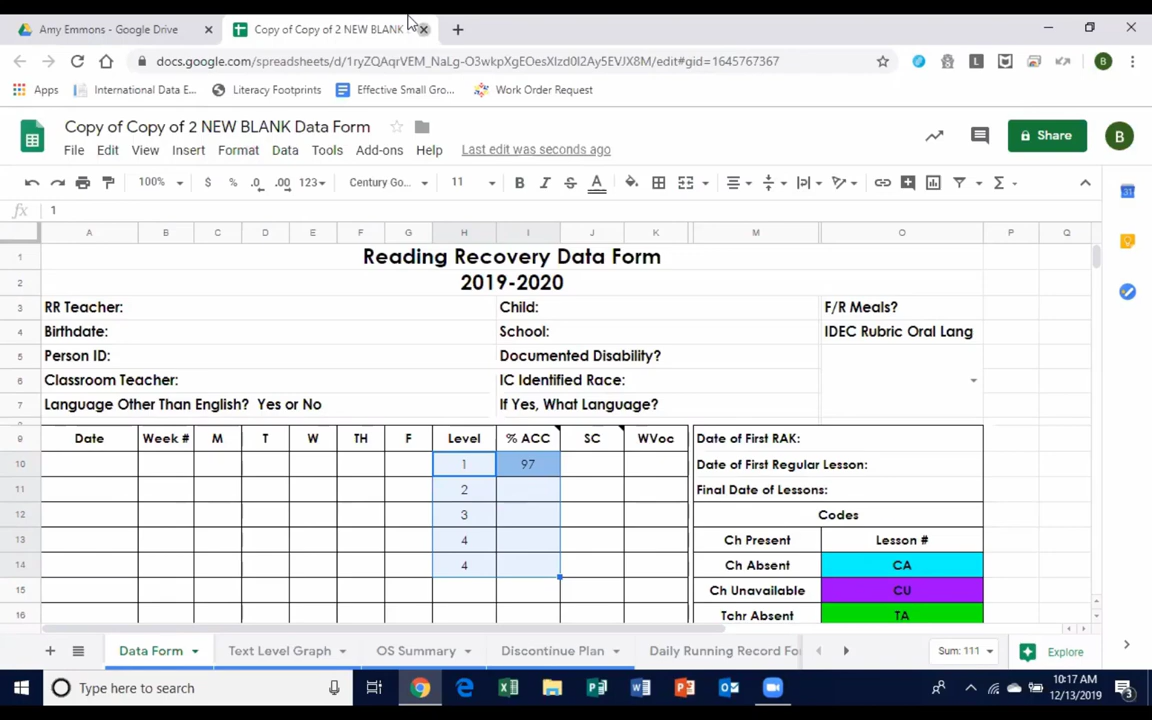 Amy Emmons - Google Drive
Copy of Copy of 2 NEW BLANK
docs.google.com/spreadsheets/d/1ryZQAqrVEM_NaLg-O3wkpXgEOesXlzd0l2Ay5EVJX8M/edit#gid=1645767367
B
Apps International Data E... Literacy Footprints Effective Small Gro... Work Order Request
Copy of Copy of 2 NEW BLANK Data Form
Share
B
File Edit View Insert Format Data Tools Add-ons Help Last edit was seconds ago
100% $ % .0 .00 123 Century Go... 11 B I S A Σ
fx 1
A B C D E F G H I J K M O P Q
1 Reading Recovery Data Form
2 2019-2020
3 RR Teacher: Child: F/R Meals?
4 Birthdate: School: IDEC Rubric Oral Lang
5 Person ID: Documented Disability?
6 Classroom Teacher: IC Identified Race:
7 Language Other Than English? Yes or No If Yes, What Language?
9 Date Week # M T W TH F Level % ACC SC WVoc Date of First RAK:
10 1 97 Date of First Regular Lesson:
11 2 Final Date of Lessons:
12 3 Codes
13 4 Ch Present Lesson #
14 4 Ch Absent CA
15 Ch Unavailable CU
16 Tchr Absent TA
Data Form Text Level Graph OS Summary Discontinue Plan Daily Running Record Fo Sum: 111 Explore
Type here to search
10:17 AM
12/13/2019
3